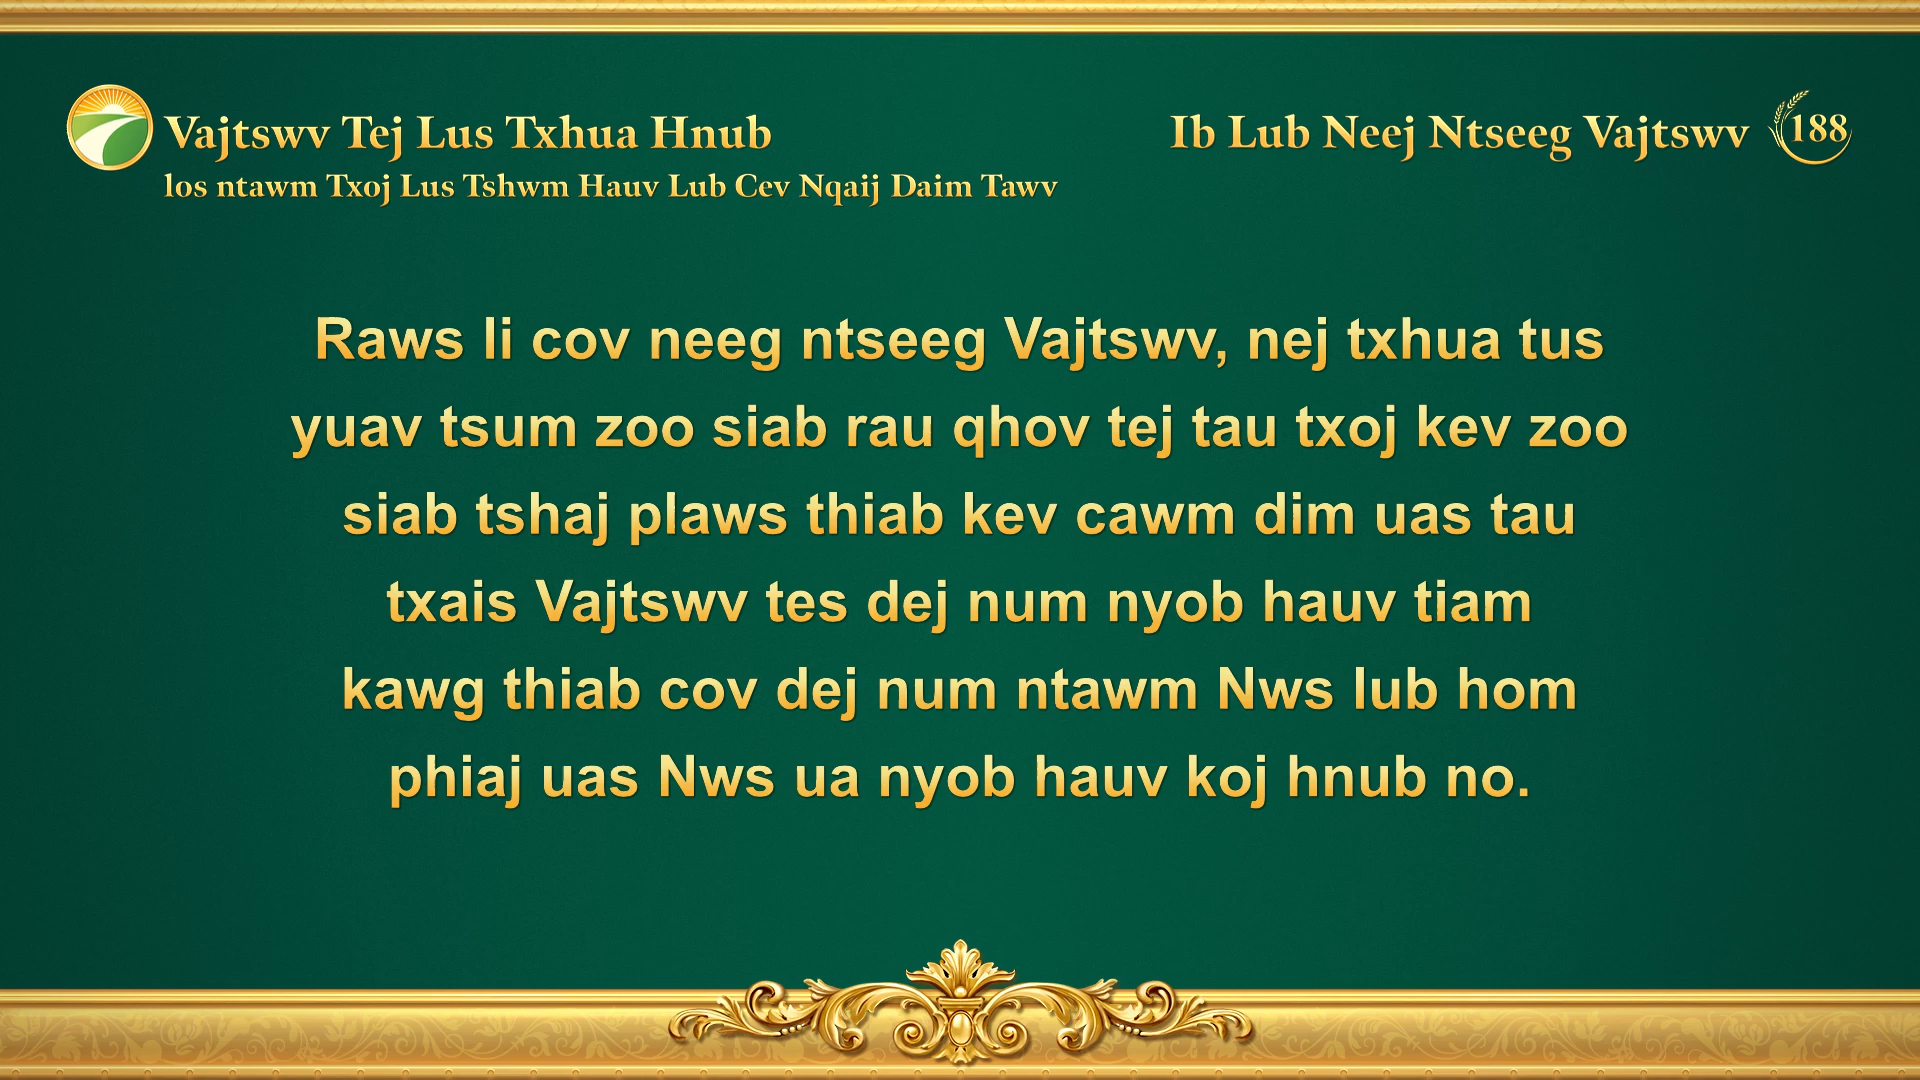 Vajtswv Tej Lus Txhua Hnub
los ntawm Txoj Lus Tshwm Hauv Lub Cev Nqaij Daim Tawv
Ib Lub Neej Ntseeg Vajtswv 188
Raws li cov neeg ntseeg Vajtswv, nej txhua tus
yuav tsum zoo siab rau qhov tej tau txoj kev zoo
siab tshaj plaws thiab kev cawm dim uas tau
txais Vajtswv tes dej num nyob hauv tiam
kawg thiab cov dej num ntawm Nws lub hom
phiaj uas Nws ua nyob hauv koj hnub no.